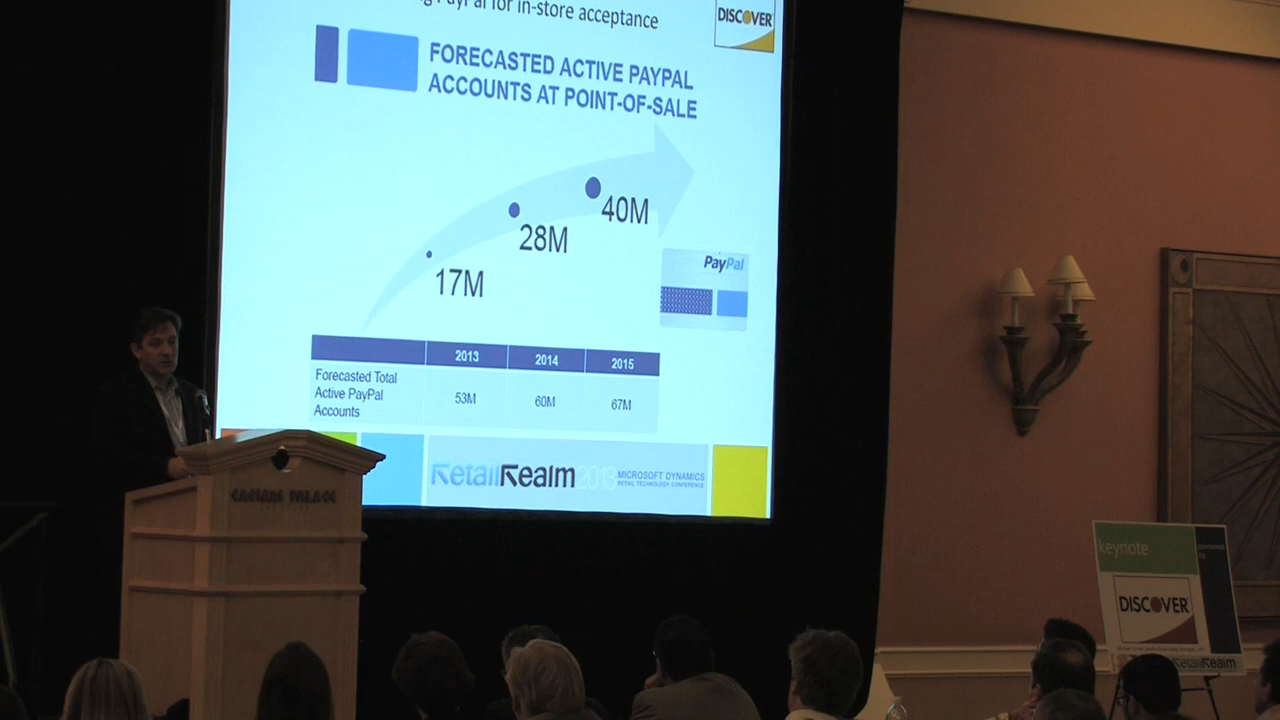 PayPal for in-store acceptance
DISCOVER
FORECASTED ACTIVE PAYPAL
ACCOUNTS AT POINT-OF-SALE
40M
28M
17M
PayPal
2013 2014 2015
Forecasted Total
Active PayPal
Accounts
53M 60M 67M
RetailRealm 2013 MICROSOFT DYNAMICS
RETAIL TECHNOLOGY CONFERENCE
CAESARS PALACE
keynote
sponsored
by
DISCOVER
RetailRealm